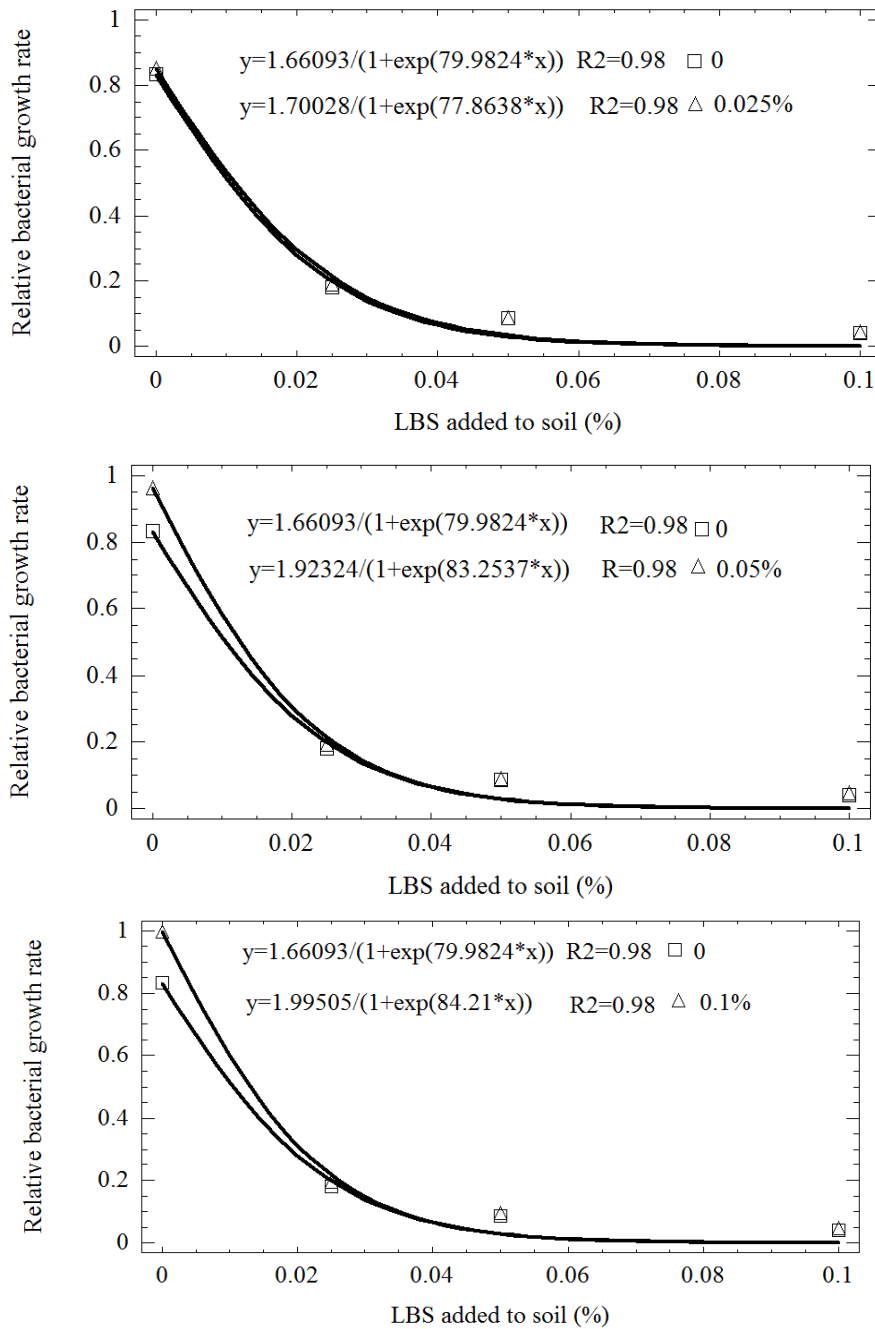 y=1.66093/(1+exp(79.9824*x)) R2=0.98 0
y=1.70028/(1+exp(77.8638*x)) R2=0.98 0.025%
0.8
0.6
0.4
0.2
0
Relative bacterial growth rate
0 0.02 0.04 0.06 0.08 0.1
LBS added to soil (%)
1
0.8
0.6
0.4
0.2
0
Relative bacterial growth rate
y=1.66093/(1+exp(79.9824*x)) R2=0.98 0
y=1.92324/(1+exp(83.2537*x)) R=0.98 0.05%
0 0.02 0.04 0.06 0.08 0.1
LBS added to soil (%)
1
0.8
0.6
0.4
0.2
0
Relative bacterial growth rate
y=1.66093/(1+exp(79.9824*x)) R2=0.98 0
y=1.99505/(1+exp(84.21*x)) R2=0.98 0.1%
0 0.02 0.04 0.06 0.08 0.1
LBS added to soil (%)